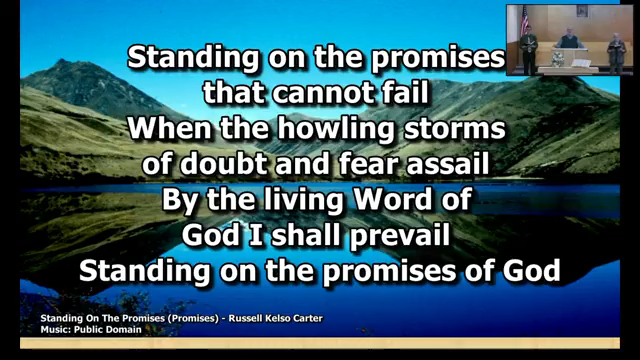 Standing on the promises
that cannot fail
When the howling storms
of doubt and fear assail
By the living Word of
God I shall prevail
Standing on the promises of God
Standing On The Promises (Promises) - Russell Kelso Carter
Music: Public Domain